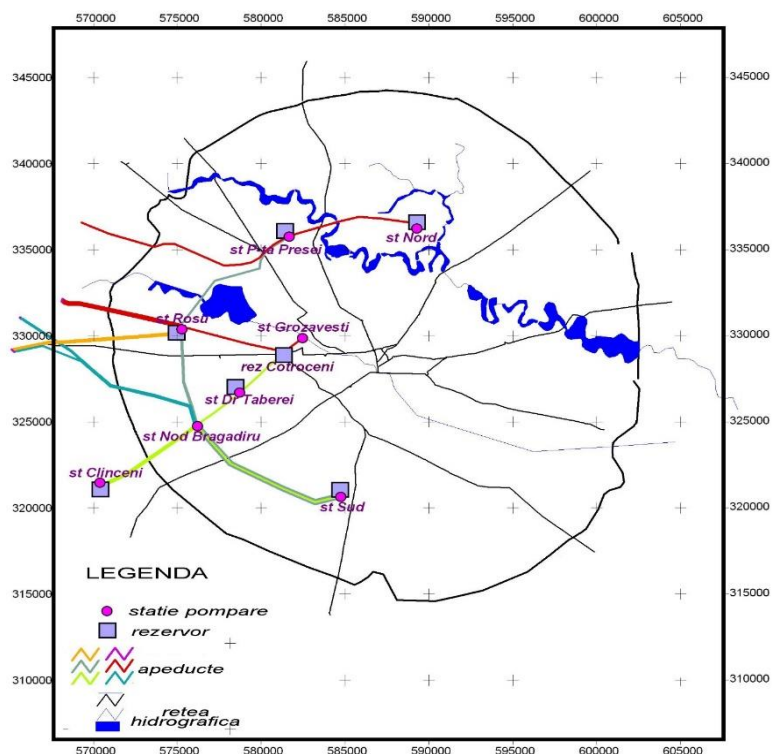 570000 575000 580000 585000 590000 595000 600000 605000
345000 345000
340000 340000
st P-ta Presei
st Nord
335000 335000
st Rosu
st Grozavesti
330000 330000
rez Cotroceni
st Dr Taberei
325000 325000
st Nod Bragadiru
st Clinceni
320000 320000
st Sud
LEGENDA
315000 315000
statie pompare
rezervor
apeducte
310000 310000
retea
hidrografica
570000 575000 580000 585000 590000 595000 600000 605000